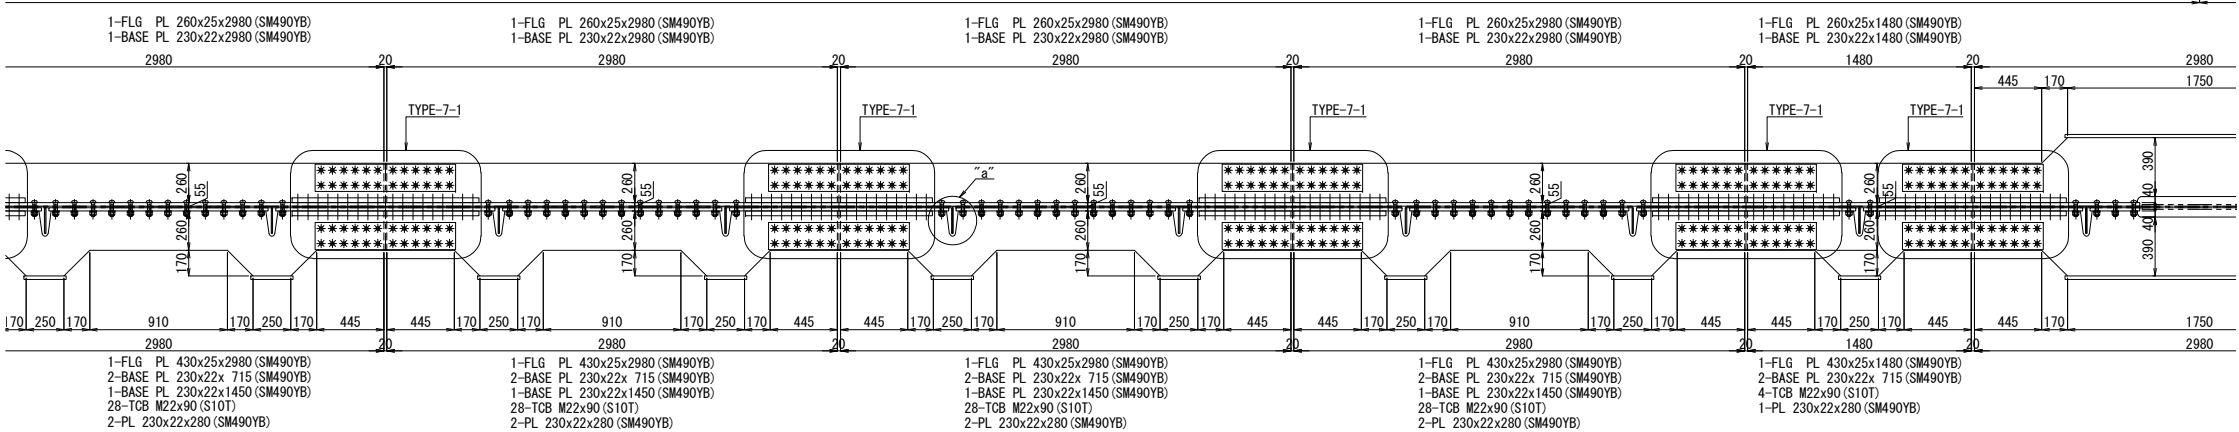 1-FLG PL 260x25x2980(SM490YB)
1-BASE PL 230x22x2980(SM490YB)
1-FLG PL 260x25x2980(SM490YB)
1-BASE PL 230x22x2980(SM490YB)
1-FLG PL 260x25x2980(SM490YB)
1-BASE PL 230x22x2980(SM490YB)
1-FLG PL 260x25x2980(SM490YB)
1-BASE PL 230x22x2980(SM490YB)
1-FLG PL 260x25x1480(SM490YB)
1-BASE PL 230x22x1480(SM490YB)
2980 20 2980 20 2980 20 2980 20 1480 20 2980
445 170 1750
TYPE-7-1 TYPE-7-1 TYPE-7-1 TYPE-7-1 TYPE-7-1
"a"
260 55 260 55 260 55 260 55 260 55 390
40
40
260 260 260 260 260 390
170 170 170 170 170
170 250 170 910 170 250 170 445 445 170 250 170 910 170 250 170 445 445 170 250 170 910 170 250 170 445 445 170 250 170 910 170 250 170 445 445 170 250 170 445 445 170 1750
2980 20 2980 20 2980 20 2980 20 1480 20 2980
1-FLG PL 430x25x2980(SM490YB)
2-BASE PL 230x22x 715(SM490YB)
1-BASE PL 230x22x1450(SM490YB)
28-TCB M22x90(S10T)
2-PL 230x22x280(SM490YB)
1-FLG PL 430x25x2980(SM490YB)
2-BASE PL 230x22x 715(SM490YB)
1-BASE PL 230x22x1450(SM490YB)
28-TCB M22x90(S10T)
2-PL 230x22x280(SM490YB)
1-FLG PL 430x25x2980(SM490YB)
2-BASE PL 230x22x 715(SM490YB)
1-BASE PL 230x22x1450(SM490YB)
28-TCB M22x90(S10T)
2-PL 230x22x280(SM490YB)
1-FLG PL 430x25x2980(SM490YB)
2-BASE PL 230x22x 715(SM490YB)
1-BASE PL 230x22x1450(SM490YB)
28-TCB M22x90(S10T)
2-PL 230x22x280(SM490YB)
1-FLG PL 430x25x1480(SM490YB)
2-BASE PL 230x22x 715(SM490YB)
4-TCB M22x90(S10T)
1-PL 230x22x280(SM490YB)